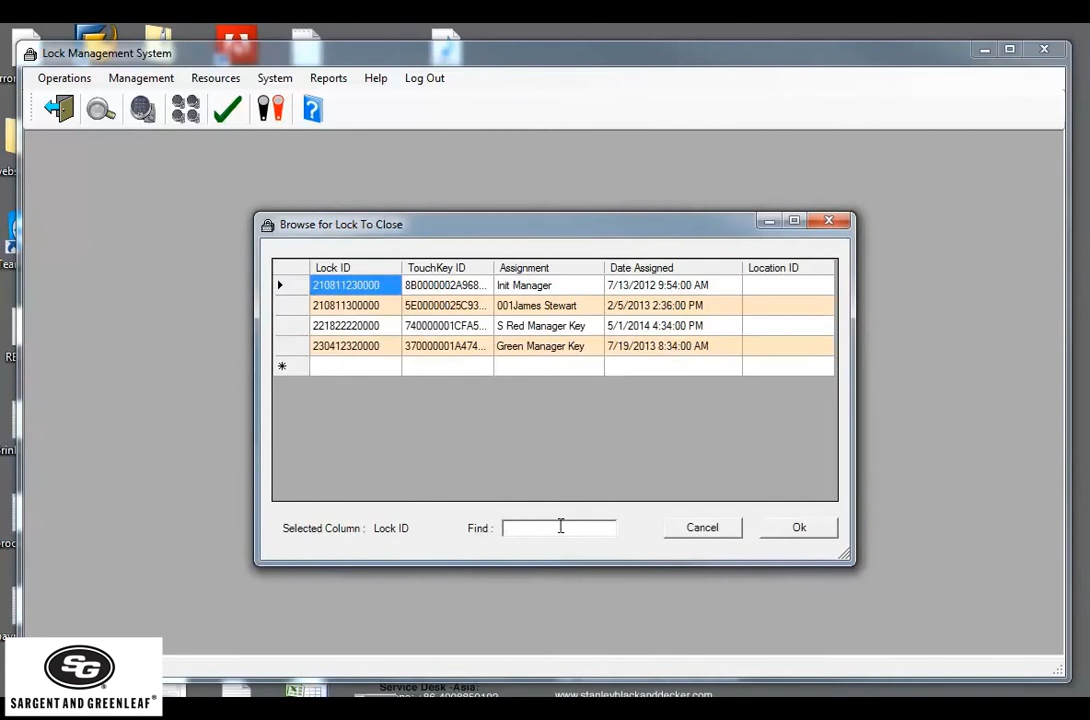 Lock Management System
Operations Management Resources System Reports Help Log Out
Browse for Lock To Close
Lock ID TouchKey ID Assignment Date Assigned Location ID
210811230000 8B0000002A968... Init Manager 7/13/2012 9:54:00 AM
210811300000 5E00000025C93... 001James Stewart 2/5/2013 2:36:00 PM
221822220000 740000001CFA5... S Red Manager Key 5/1/2014 4:34:00 PM
230412320000 370000001A474... Green Manager Key 7/19/2013 8:34:00 AM
Selected Column : Lock ID Find : Cancel Ok
SG
SARGENT AND GREENLEAF®
Service Desk -Asia:
www.stanleyblackanddecker.com